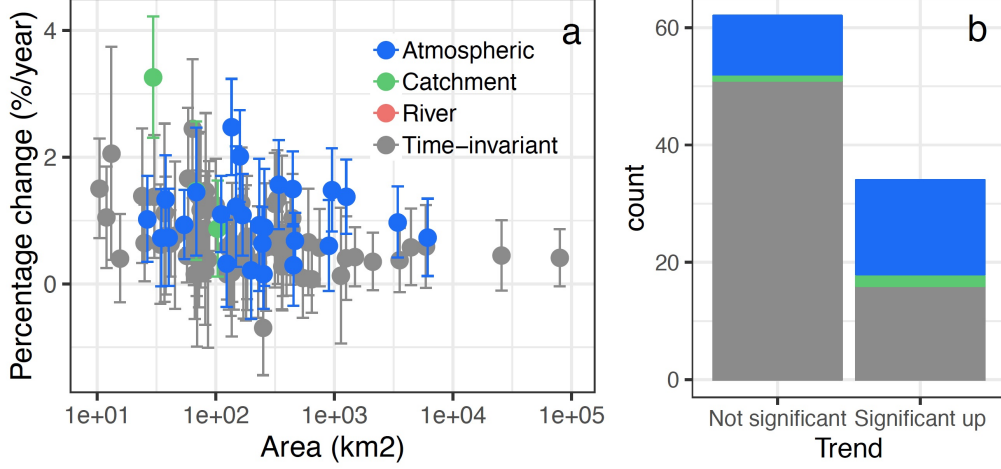 Percentage change (%/year)
4
2
0
a
Atmospheric
Catchment
River
Time−invariant
1e+01 1e+02 1e+03 1e+04 1e+05
Area (km2)
count
60
40
20
0
b
Not significant Significant up
Trend